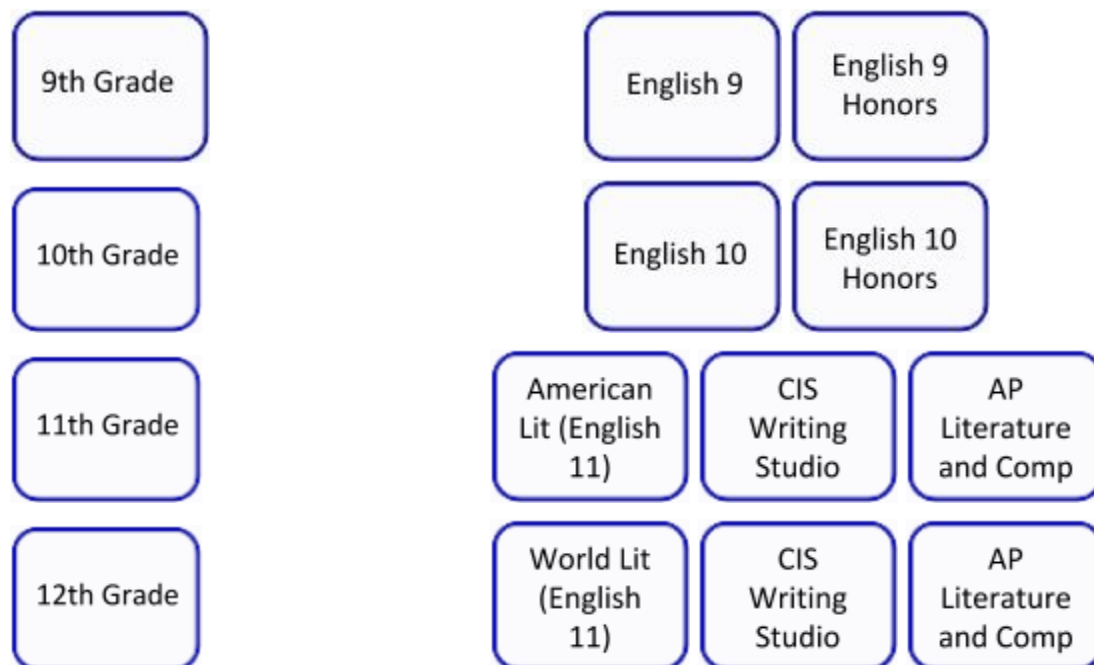 9th Grade
English 9
English 9
Honors
10th Grade
English 10
English 10
Honors
11th Grade
American
Lit (English
11)
CIS
Writing
Studio
AP
Literature
and Comp
12th Grade
World Lit
(English
11)
CIS
Writing
Studio
AP
Literature
and Comp